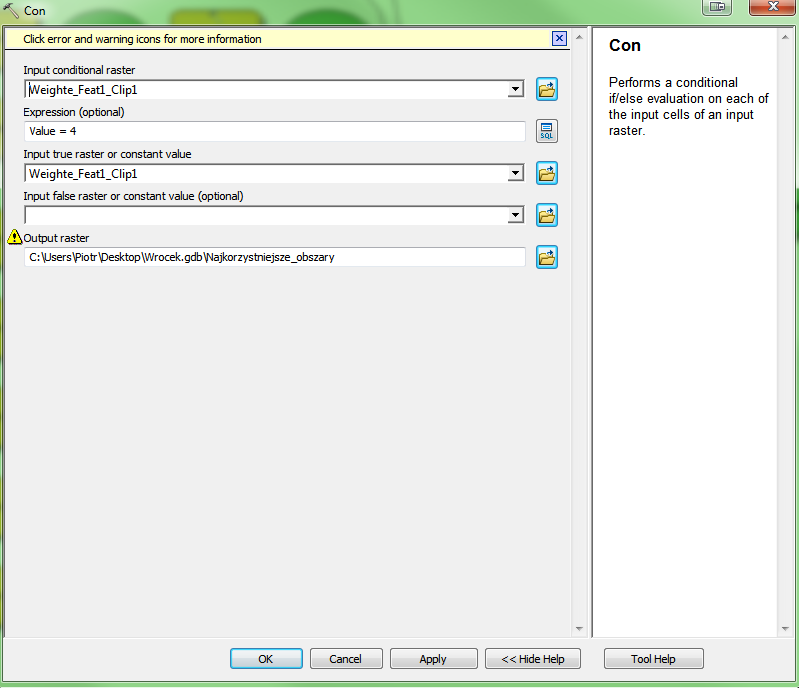 Con
Click error and warning icons for more information
Input conditional raster
Weighte_Feat1_Clip1
Expression (optional)
Value = 4
SQL
Input true raster or constant value
Weighte_Feat1_Clip1
Input false raster or constant value (optional)
Output raster
C:\Users\Piotr\Desktop\Wrocek.gdb\Najkorzystniejsze_obszary
OK
Cancel
Apply
<< Hide Help
Con
Performs a conditional
if/else evaluation on each of
the input cells of an input
raster.
Tool Help